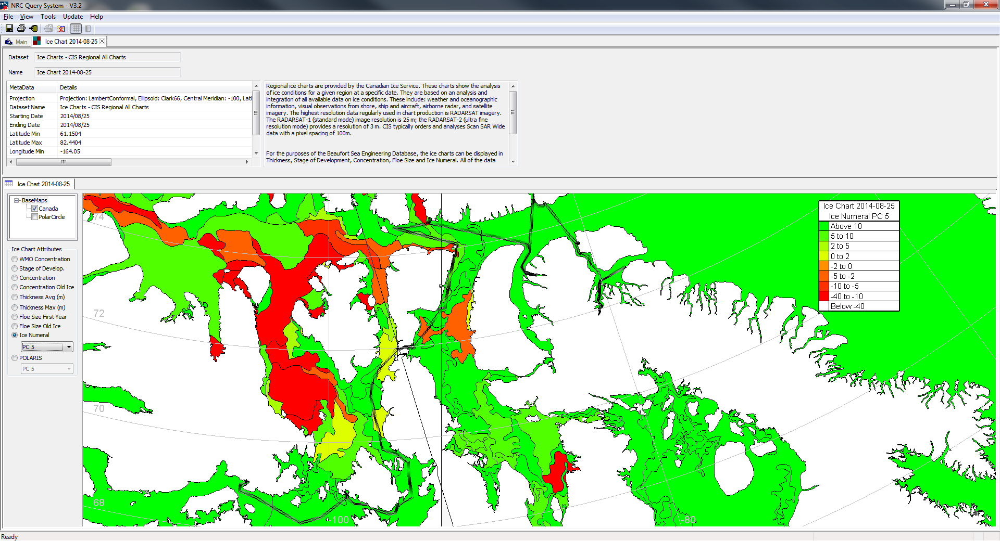 NRC Query System - V3.2
File View Tools Update Help
Main
Ice Chart 2014-08-25
Dataset Ice Charts - CIS Regional All Charts
Name Ice Chart 2014-08-25
MetaData Details
Projection Projection: LambertConformal, Ellipsoid: Clark66, Central Meridian: -100, Lati
Dataset Name Ice Charts - CIS Regional All Charts
Starting Date 2014/08/25
Ending Date 2014/08/25
Latitude Min 61.1504
Latitude Max 82.4404
Longitude Min -164.05
Regional ice charts are provided by the Canadian Ice Service. These charts show the analysis
of ice conditions for a given region at a specific date. They are based on an analysis and
integration of all available data on ice conditions. These include: weather and oceanographic
information, visual observations from shore, ship and aircraft, airborne radar, and satellite
imagery. The highest resolution data regularly used in chart production is RADARSAT imagery.
The RADARSAT-1 (standard mode) image resolution is 25 m; the RADARSAT-2 (ultra fine
resolution mode) provides a resolution of 3 m. CIS typically orders and analyses Scan SAR Wide
data with a pixel spacing of 100m.
For the purposes of the Beaufort Sea Engineering Database, the ice charts can be displayed in
Thickness, Stage of Development, Concentration, Floe Size and Ice Numeral. All of the data
Ice Chart 2014-08-25
BaseMaps
Canada
PolarCircle
Ice Chart Attributes
WMO Concentration
Stage of Develop.
Concentration
Concentration Old Ice
Thickness Avg (m)
Thickness Max (m)
Floe Size First Year
Floe Size Old Ice
Ice Numeral
PC 5
POLARIS
PC 5
74
72
70
68
-100
-80
Ice Chart 2014-08-25
Ice Numeral PC 5
Above 10
5 to 10
2 to 5
0 to 2
-2 to 0
-5 to -2
-10 to -5
-40 to -10
Below -40
Ready